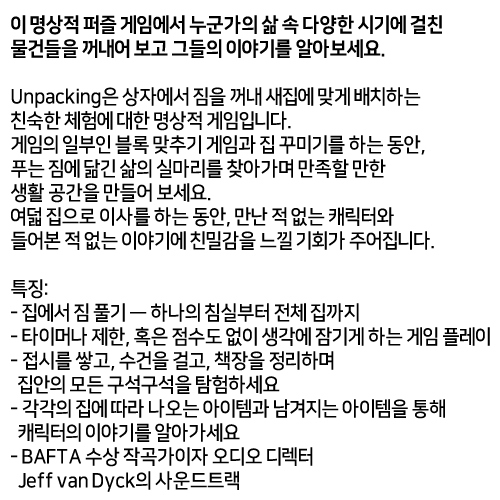 이 명상적 퍼즐 게임에서 누군가의 삶 속 다양한 시기에 걸친
물건들을 꺼내어 보고 그들의 이야기를 알아보세요.
Unpacking은 상자에서 짐을 꺼내 새집에 맞게 배치하는
친숙한 체험에 대한 명상적 게임입니다.
게임의 일부인 블록 맞추기 게임과 집 꾸미기를 하는 동안,
푸는 짐에 닮긴 삶의 실마리를 찾아가며 만족할 만한
생활 공간을 만들어 보세요.
여덟 집으로 이사를 하는 동안, 만난 적 없는 캐릭터와
들어본 적 없는 이야기에 친밀감을 느낄 기회가 주어집니다.
특징:
- 집에서 짐 풀기 — 하나의 침실부터 전체 집까지
- 타이머나 제한, 혹은 점수도 없이 생각에 잠기게 하는 게임 플레이
- 접시를 쌓고, 수건을 걸고, 책장을 정리하며
집안의 모든 구석구석을 탐험하세요
- 각각의 집에 따라 나오는 아이템과 남겨지는 아이템을 통해
캐릭터의 이야기를 알아가세요
- BAFTA 수상 작곡가이자 오디오 디렉터
Jeff van Dyck의 사운드트랙